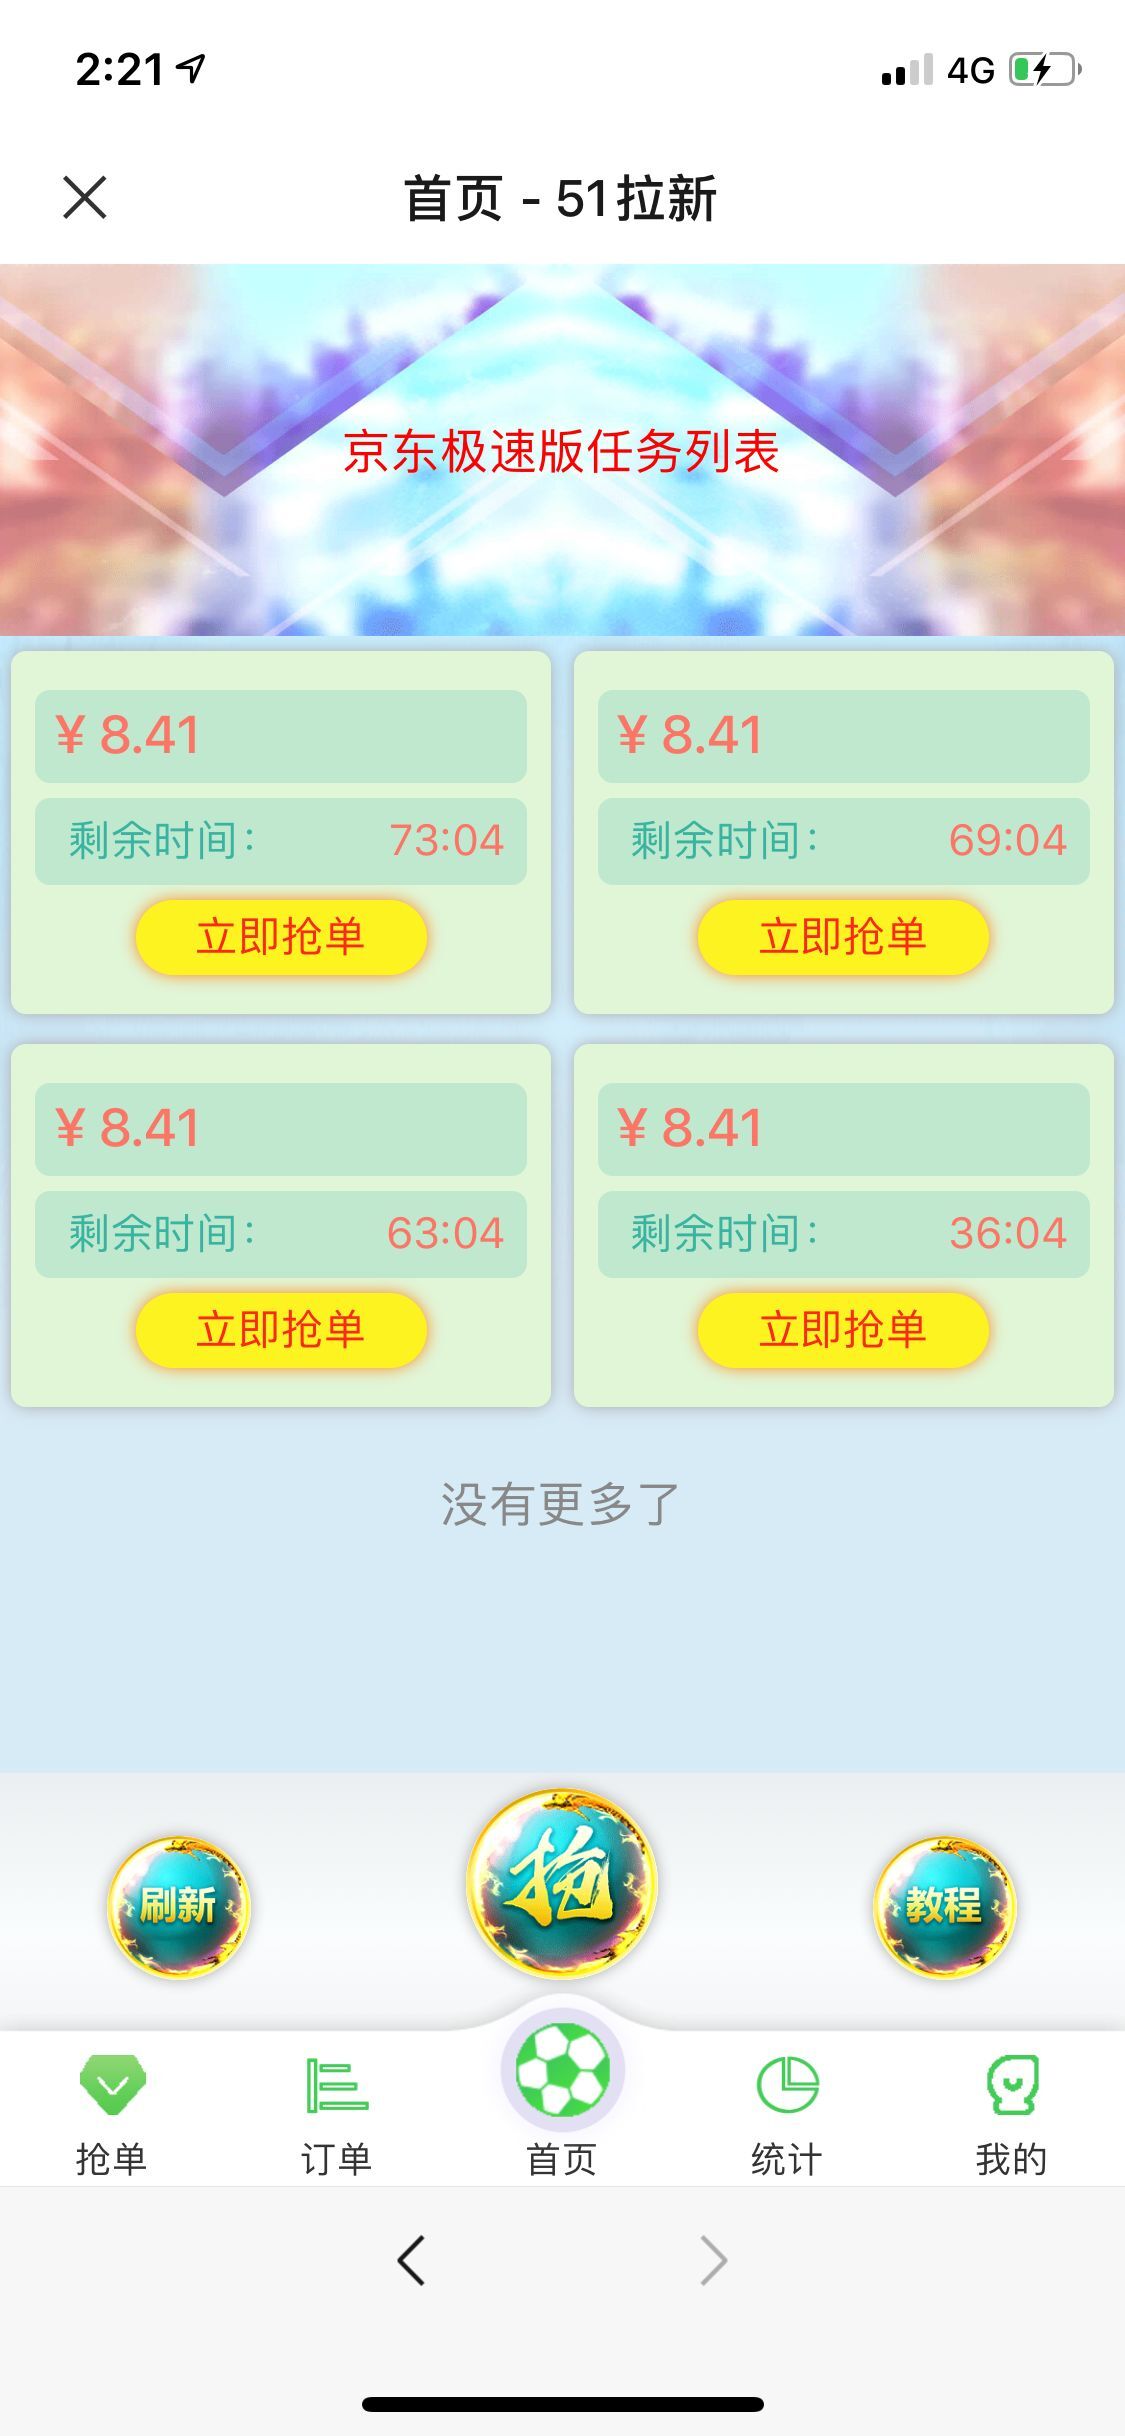 2:21
4G
首页 - 51拉新
京东极速版任务列表
¥ 8.41
剩余时间：
73:04
立即抢单
¥ 8.41
剩余时间：
69:04
立即抢单
¥ 8.41
剩余时间：
63:04
立即抢单
¥ 8.41
剩余时间：
36:04
立即抢单
没有更多了
刷新
抢
教程
抢单
订单
首页
统计
我的